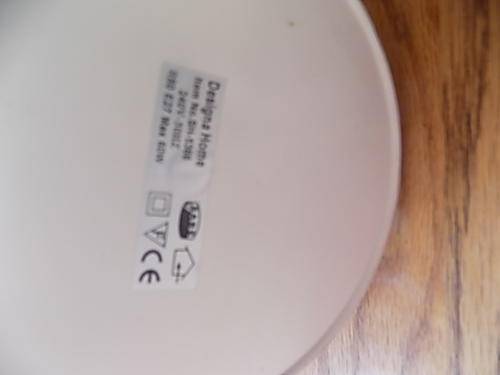 Designa Home
Item No.
240V~50HZ
E27 Max 60W
CE